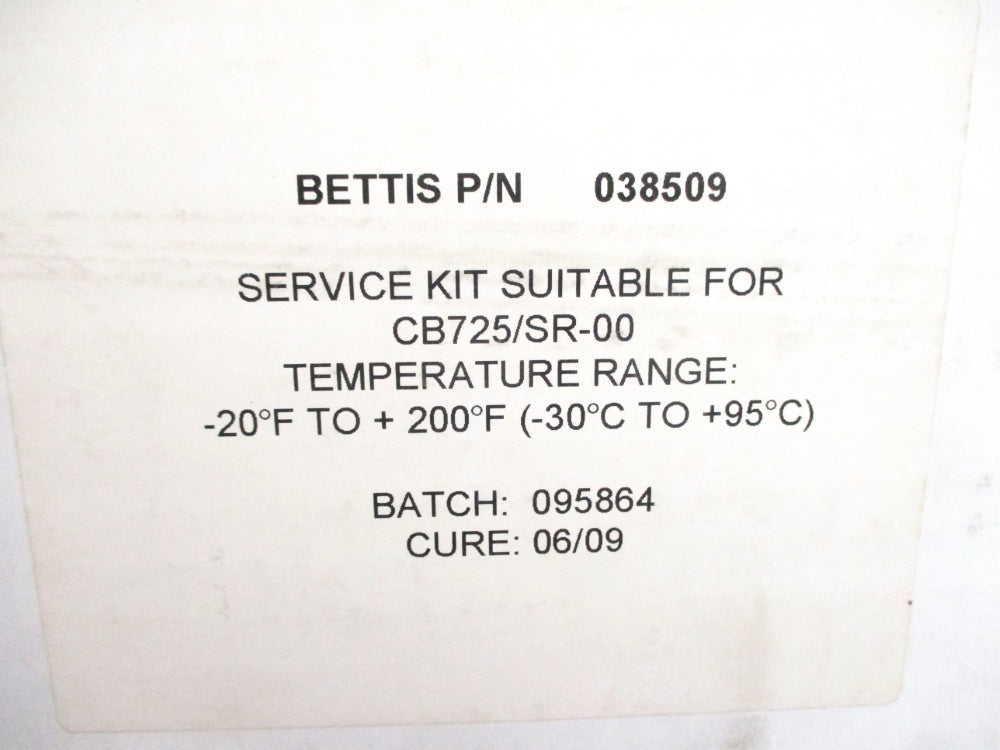 BETTIS P/N 038509
SERVICE KIT SUITABLE FOR
CB725/SR-00
TEMPERATURE RANGE:
-20°F TO + 200°F (-30°C TO +95°C)
BATCH: 095864
CURE: 06/09